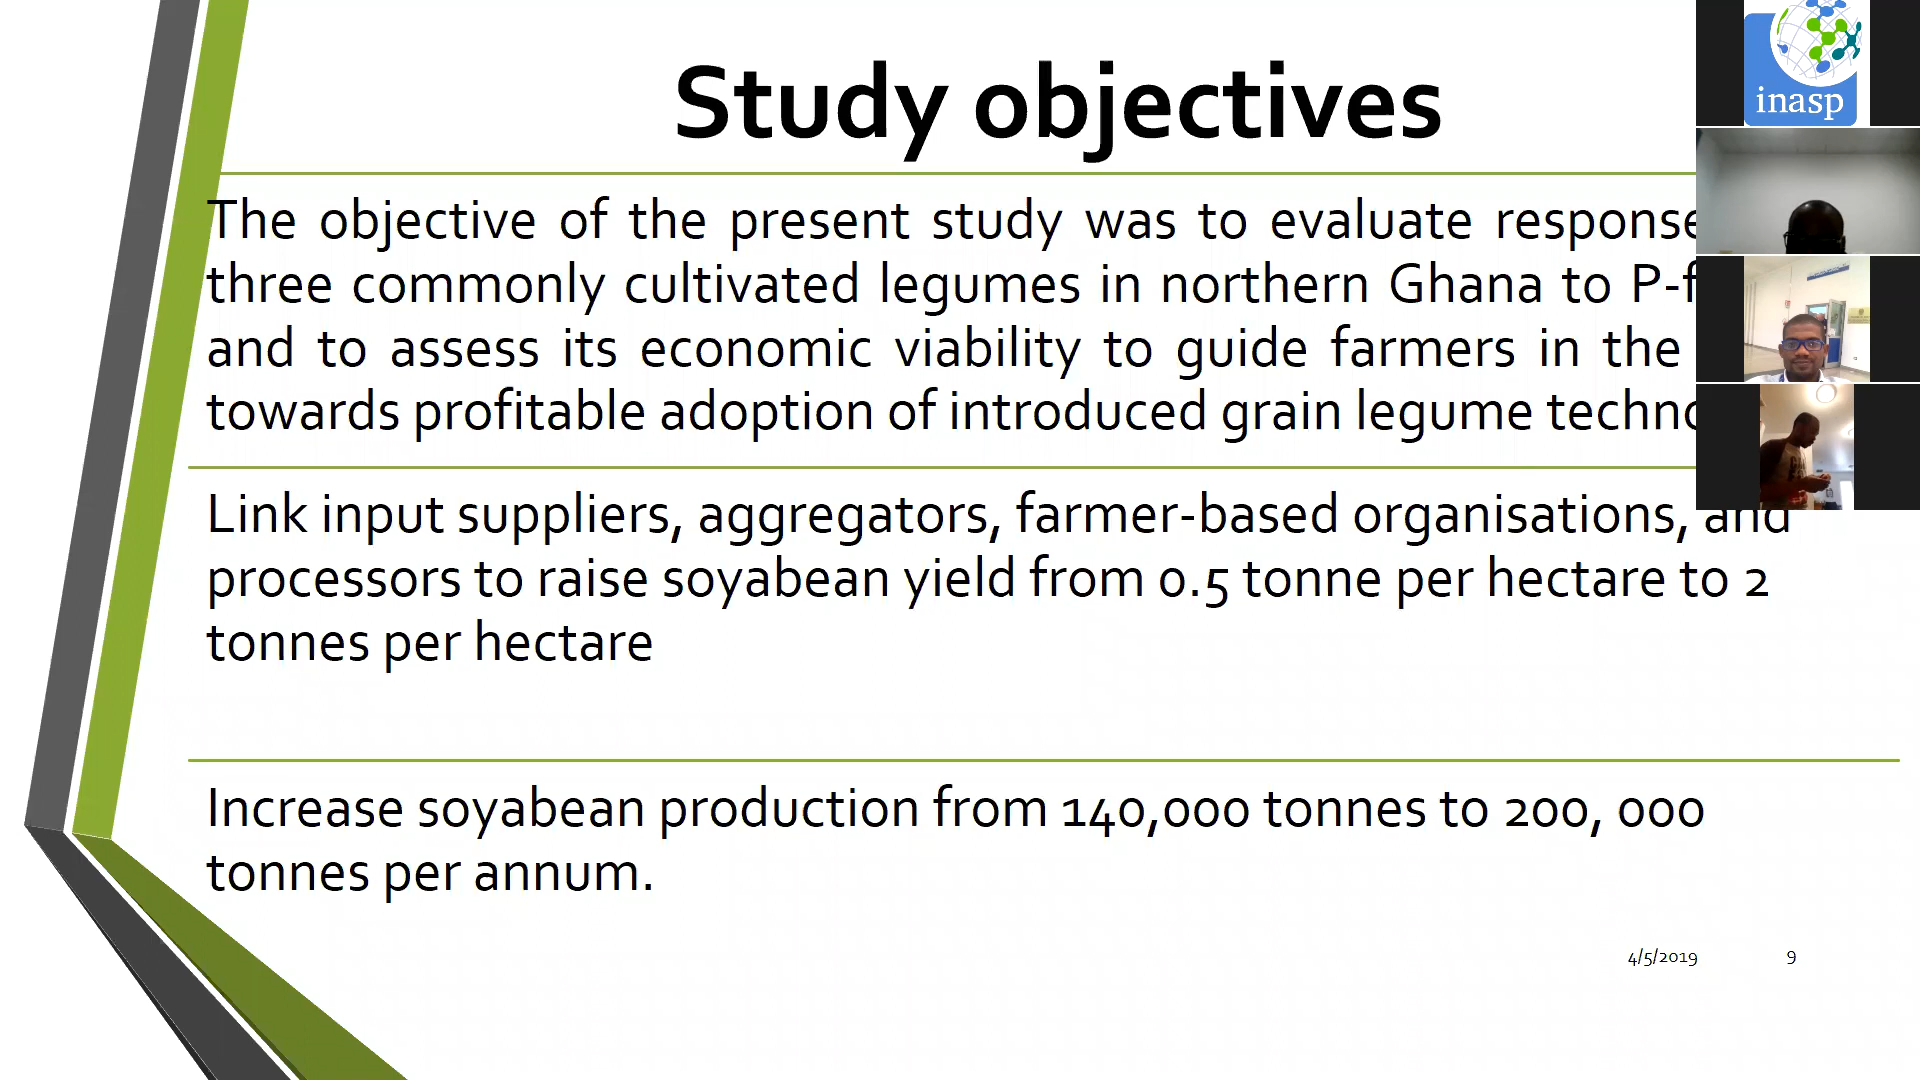 Study objectives
The objective of the present study was to evaluate response
three commonly cultivated legumes in northern Ghana to
and to assess its economic viability to guide farmers in the
towards profitable adoption of introduced grain legume
Link input suppliers, aggregators, farmer-based organisations, and
processors to raise soyabean yield from 0.5 tonne per hectare to 2
tonnes per hectare
Increase soyabean production from 140,000 tonnes to 200, 000
tonnes per annum.
4/5/2019 9
inasp